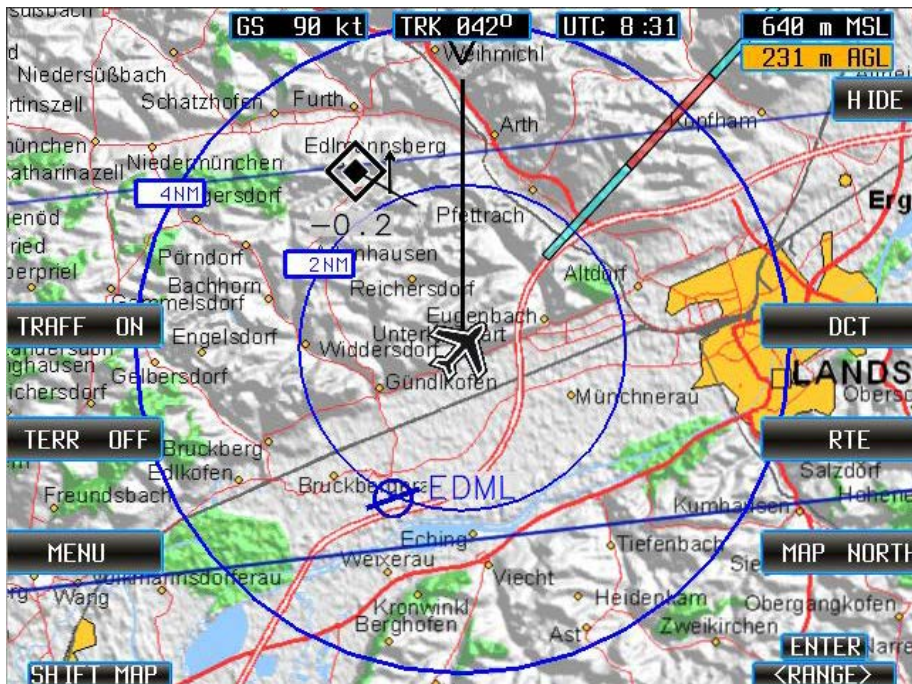 GS 90 kt TRK 042° UTC 8:31 640 m MSL
231 m AGL
HIDE
Weihmichl
Niedersüßbach
Schatzhofen
Furth
Arth
Kopfham
Edlmannsberg
Niedermünchen
4NM
Erg
Pfettrach
-0.2
2NM
Pörndorf
Bachhorn
Reichersdorf
Altdorf
Eugenbach
TRAFF ON
DCT
Engelsdorf
Widdersdorf
Gelbersdorf
Gündlkofen
LANDS
Münchnerau
TERR OFF
RTE
Bruckberg
Edlkofen
Freundsbach
EDML
Salzdorf
Kumhausen
Eching
MENU
MAP NORTH
Tiefenbach
Weixerau
Viecht
Wang
Kronwinkl
Heidenkam
Obergangkofen
Berghofen
Ast
Zweikirchen
ENTER
SHIFT MAP
<RANGE>